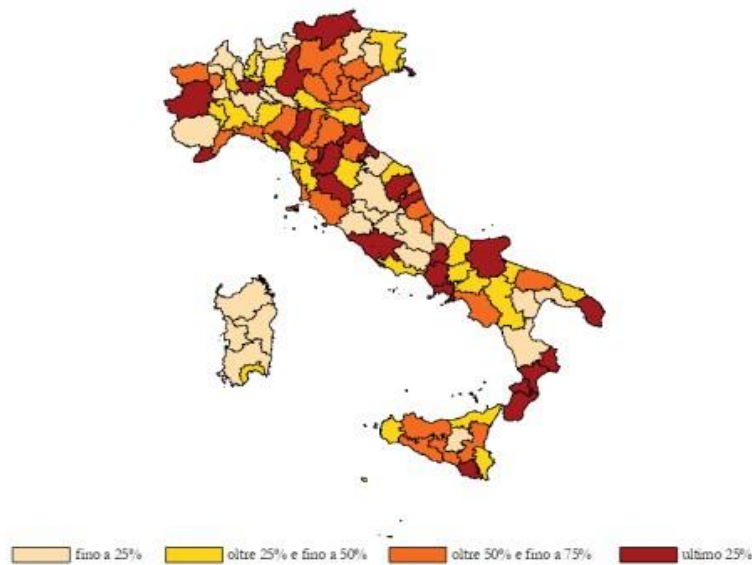 fino a 25%
oltre 25% e fino a 50%
oltre 50% e fino a 75%
ultimo 25%